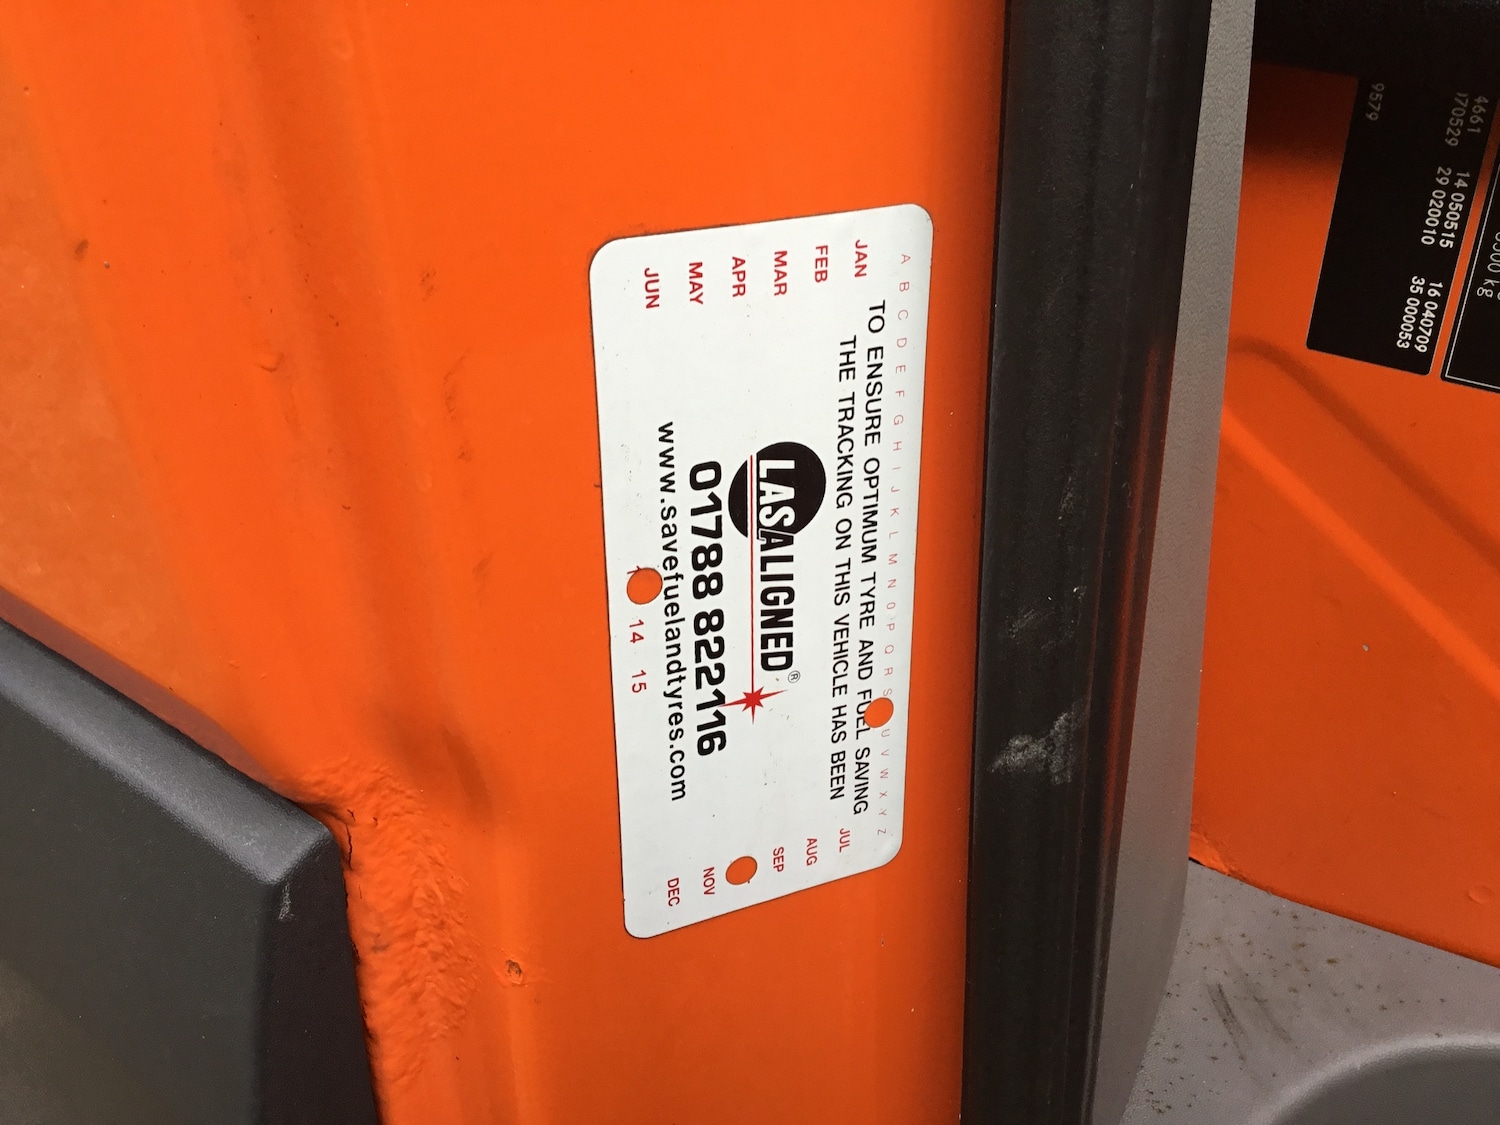 A B C D E F G H I J K L M N O P Q R S U V W X Y Z
TO ENSURE OPTIMUM TYRE AND FUEL SAVING
THE TRACKING ON THIS VEHICLE HAS BEEN
JAN
FEB
MAR
APR
MAY
JUN
LASALIGNED®
01788 822116
www.savefuelandtyres.com
14 15
JUL
AUG
SEP
NOV
DEC
kg
4661
170529 14 050515 16 040709
29 020010 35 000053
9579